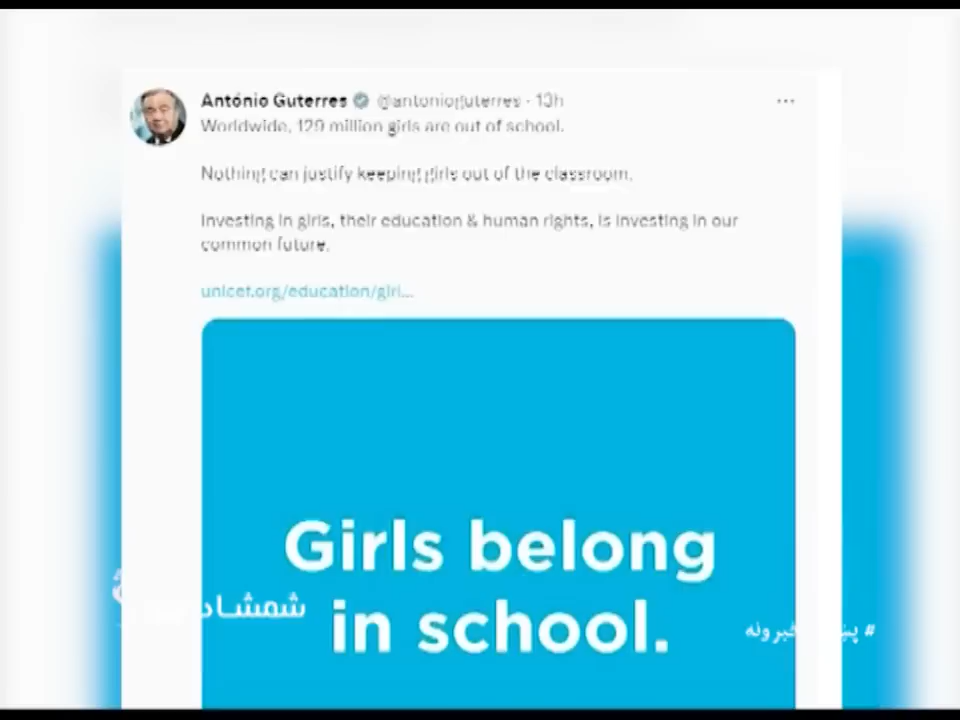 António Guterres @antonioguterres · 13h
Worldwide, 129 million girls are out of school.
Nothing can justify keeping girls out of the classroom.
Investing in girls, their education & human rights, is investing in our
common future.
unicef.org/education/girl...
Girls belong
in school.
شمشاد
#